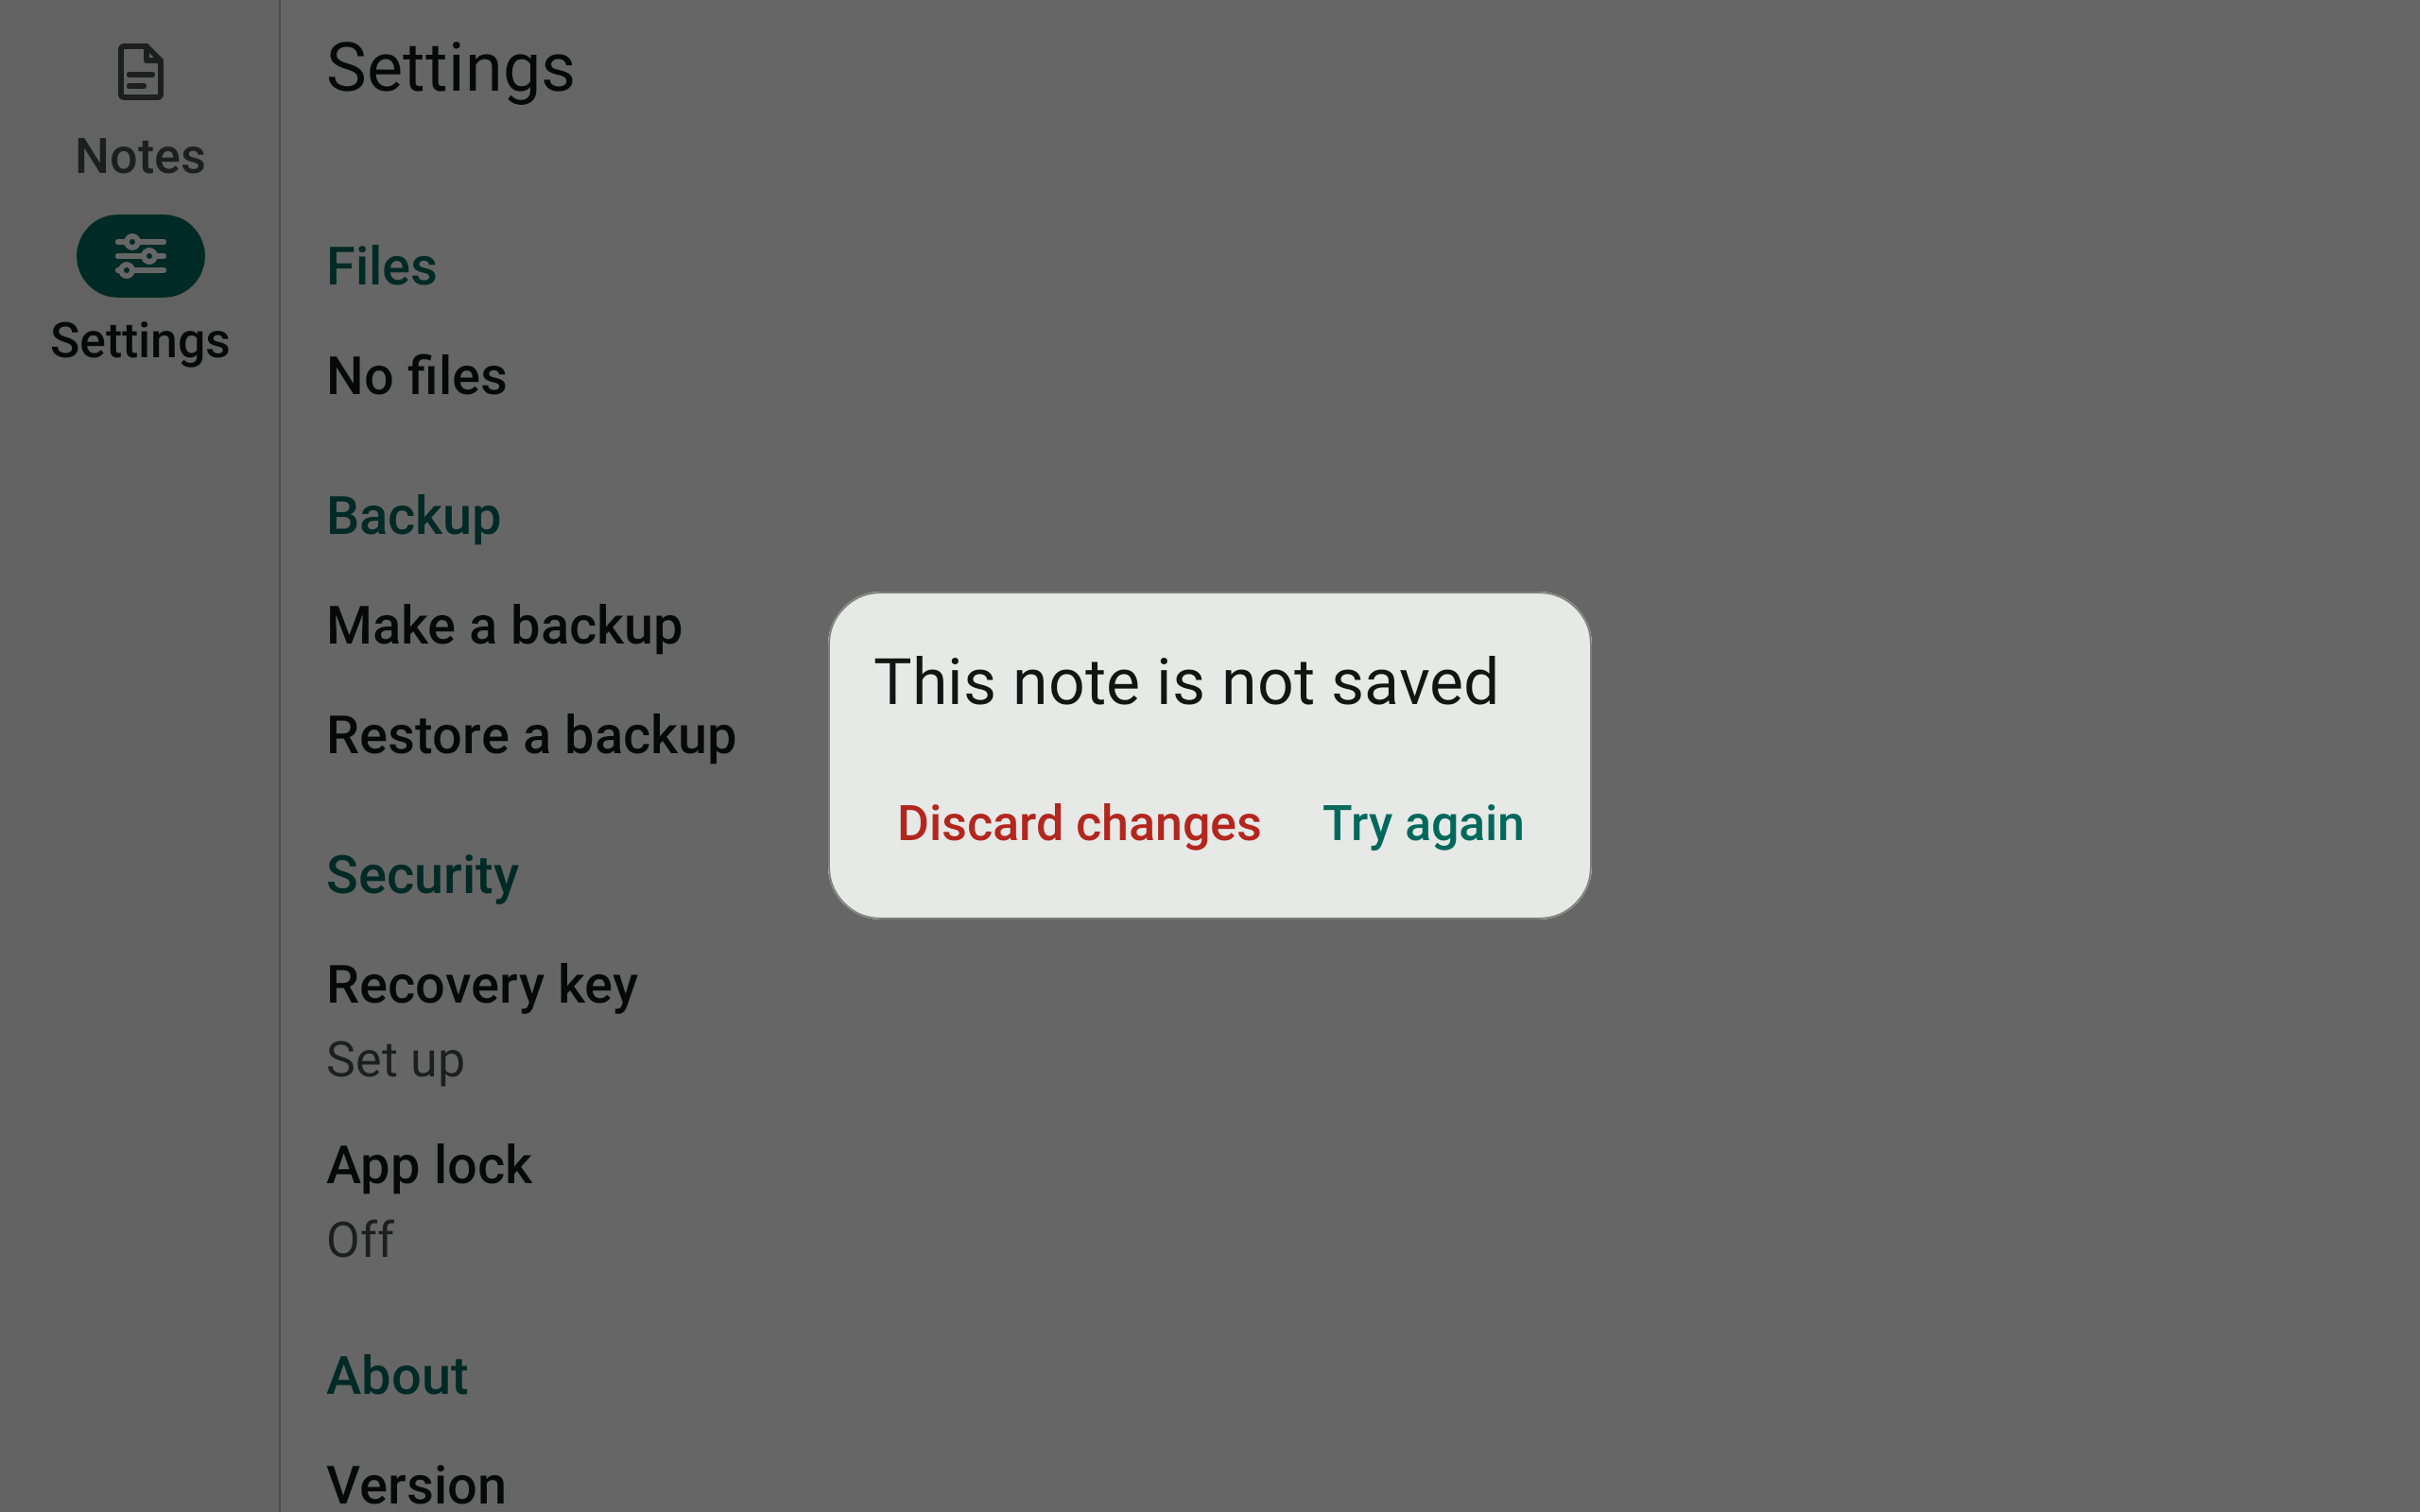 Notes
Settings
Settings
Files
No files
Backup
Make a backup
Restore a backup
Security
Recovery key
Set up
App lock
Off
About
Version
This note is not saved
Discard changes
Try again